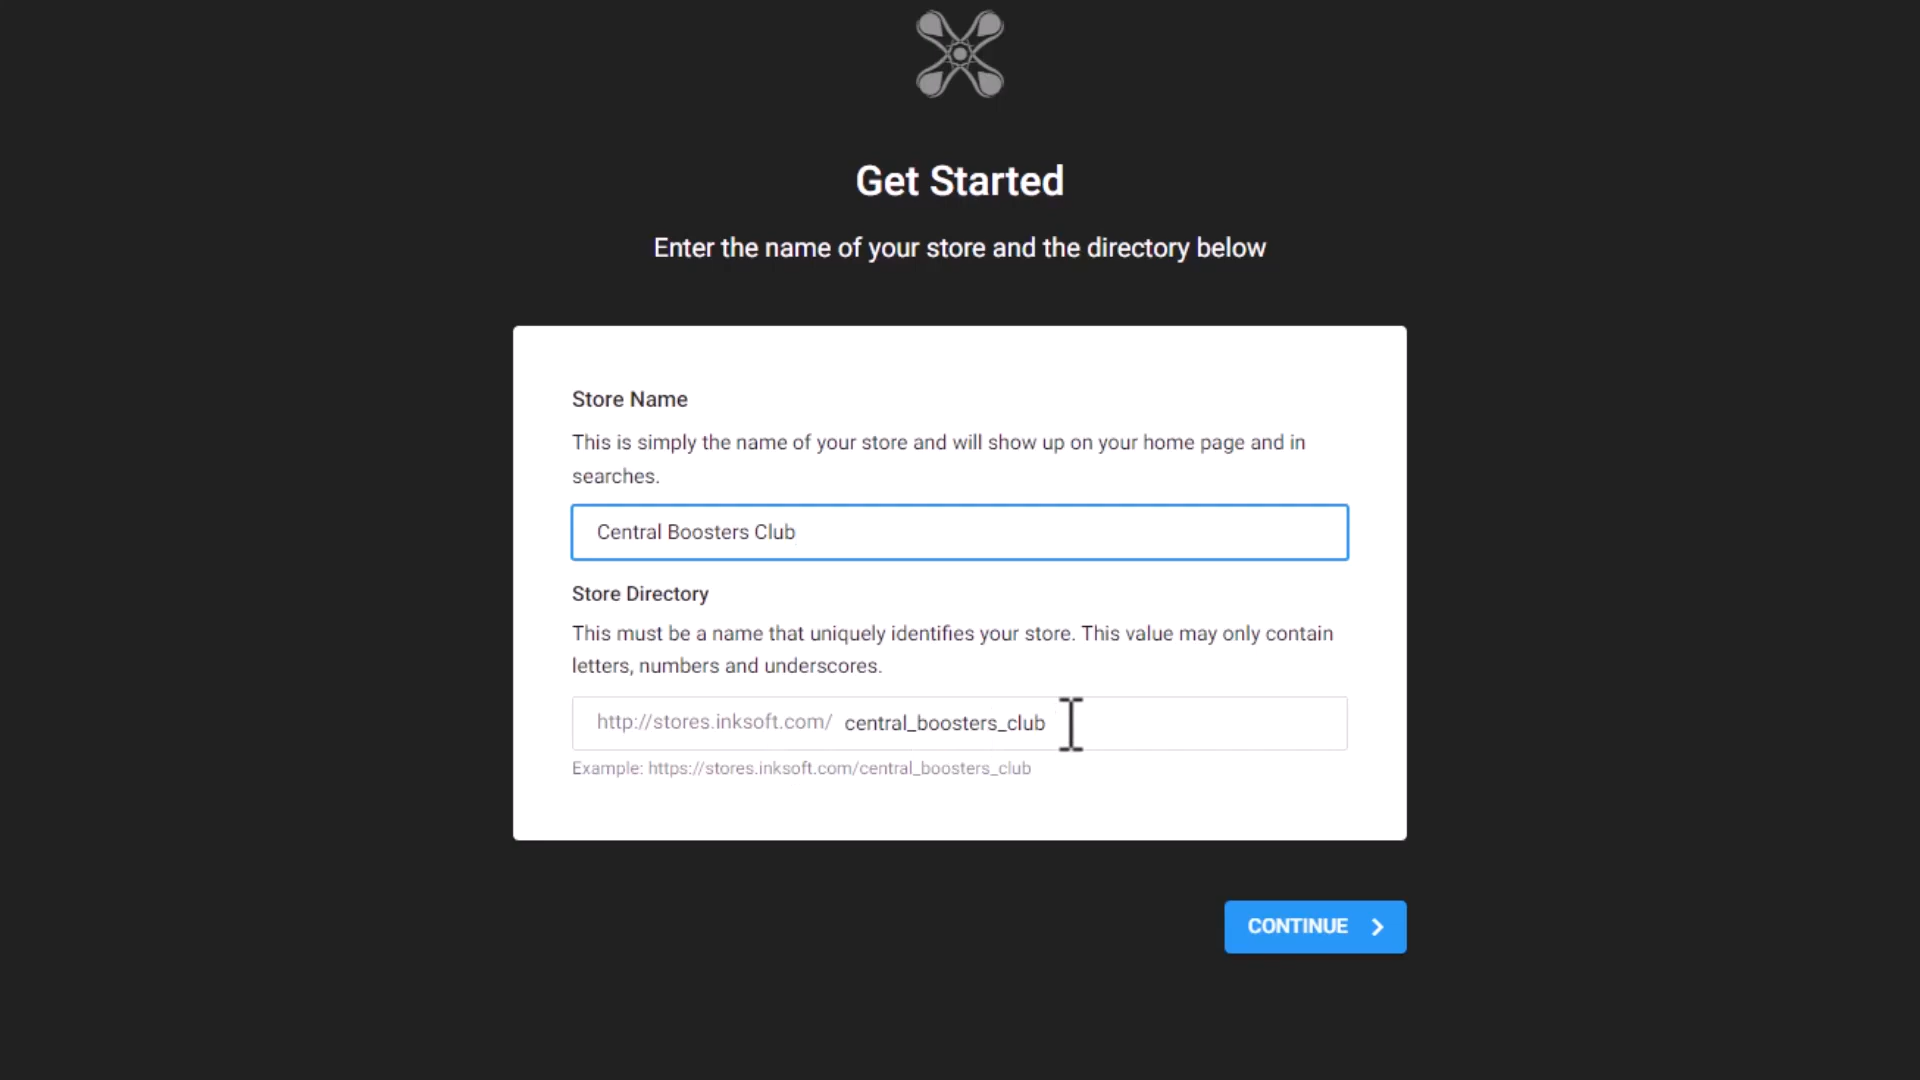 Get Started
Enter the name of your store and the directory below
Store Name
This is simply the name of your store and will show up on your home page and in
searches.
Central Boosters Club
Store Directory
This must be a name that uniquely identifies your store. This value may only contain
letters, numbers and underscores.
http://stores.inksoft.com/ central_boosters_club
Example: https://stores.inksoft.com/central_boosters_club
CONTINUE